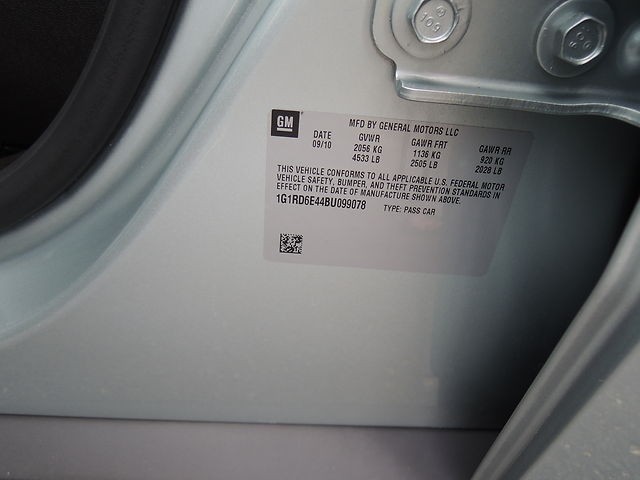 109
GM
MFD BY GENERAL MOTORS LLC
DATE GVWR GAWR FRT GAWR RR
09/10 2056 KG 1136 KG 920 KG
4533 LB 2505 LB 2028 LB
THIS VEHICLE CONFORMS TO ALL APPLICABLE U.S. FEDERAL MOTOR
VEHICLE SAFETY, BUMPER, AND THEFT PREVENTION STANDARDS IN
EFFECT ON THE DATE OF MANUFACTURE SHOWN ABOVE.
1G1RD6E44BU099078 TYPE: PASS CAR